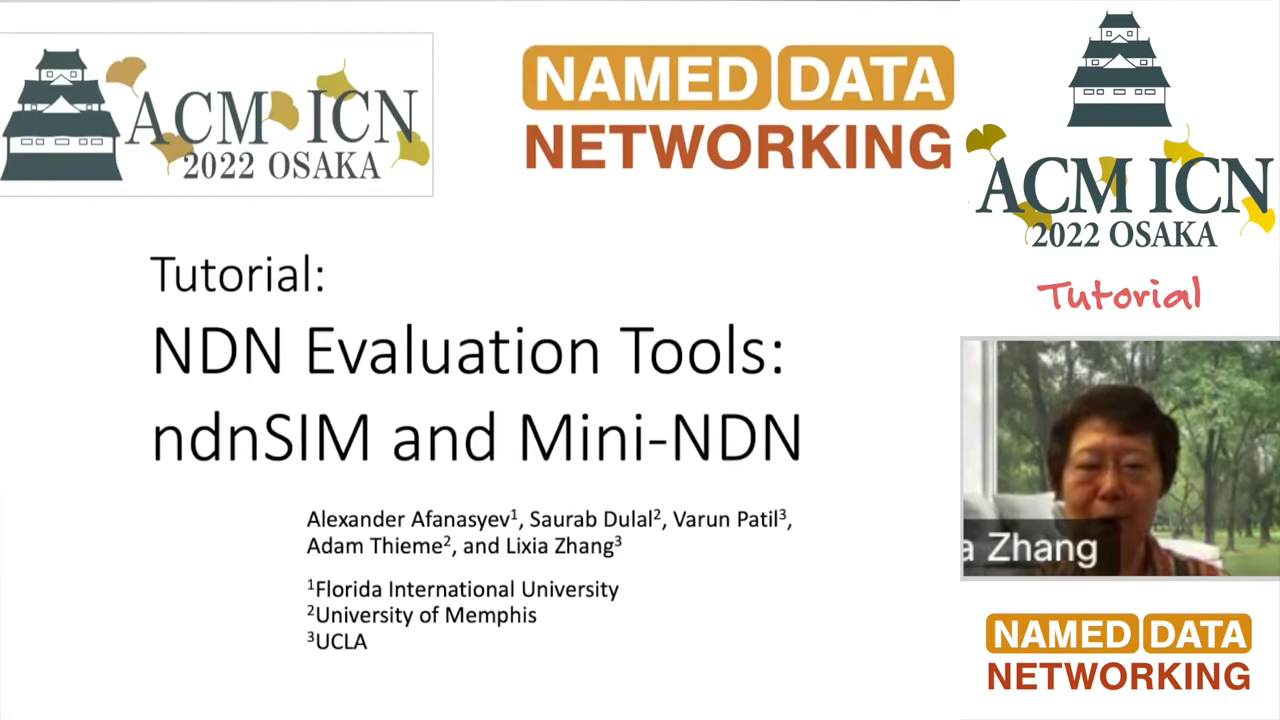 ACM ICN
2022 OSAKA
NAMED DATA
NETWORKING
Tutorial:
NDN Evaluation Tools:
ndnSIM and Mini-NDN
Alexander Afanasyev¹, Saurab Dulal², Varun Patil³,
Adam Thieme², and Lixia Zhang³
¹Florida International University
²University of Memphis
³UCLA
ACM ICN
2022 OSAKA
Tutorial
a Zhang
NAMED DATA
NETWORKING